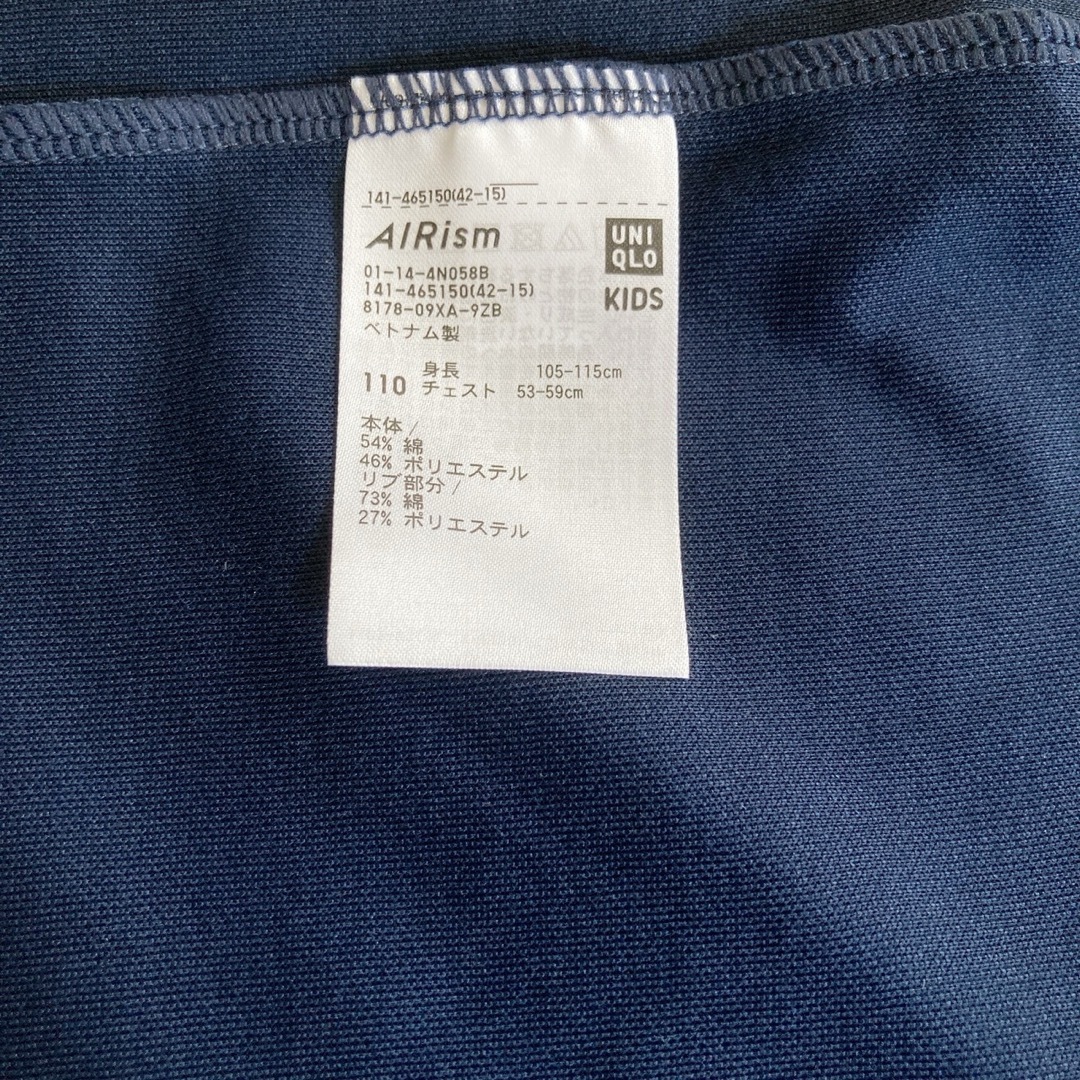 141-465150(42-15)
AIRism
UNI
QLO
KIDS
01-14-4N058B
141-465150(42-15)
8178-09XA-9ZB
ベトナム製
110
身長 105-115cm
チェスト 53-59cm
本体/
54% 綿
46% ポリエステル
リブ部分/
73% 綿
27% ポリエステル